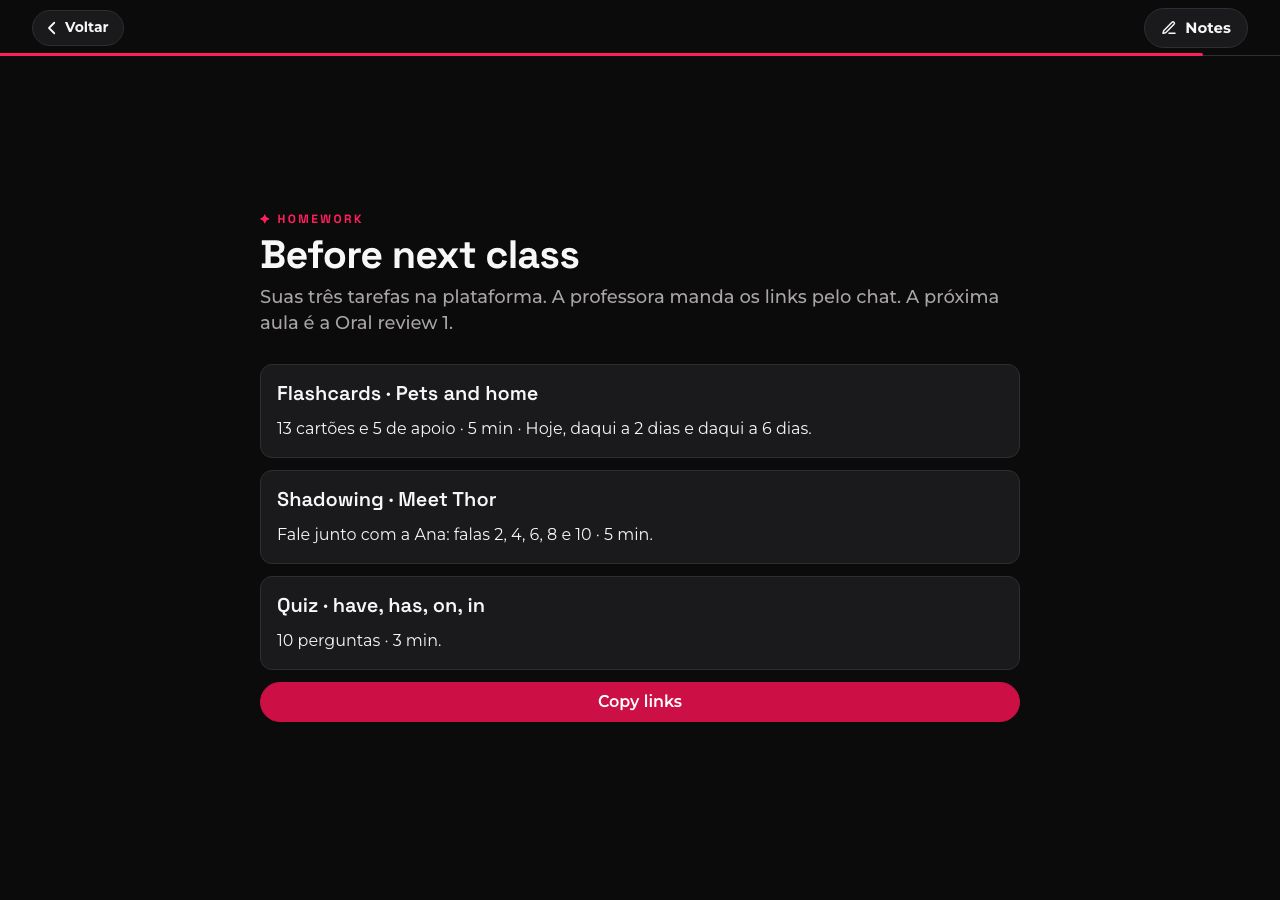 Voltar
Notes
HOMEWORK
Before next class
Suas três tarefas na plataforma. A professora manda os links pelo chat. A próxima
aula é a Oral review 1.
Flashcards · Pets and home
13 cartões e 5 de apoio · 5 min · Hoje, daqui a 2 dias e daqui a 6 dias.
Shadowing · Meet Thor
Fale junto com a Ana: falas 2, 4, 6, 8 e 10 · 5 min.
Quiz · have, has, on, in
10 perguntas · 3 min.
Copy links